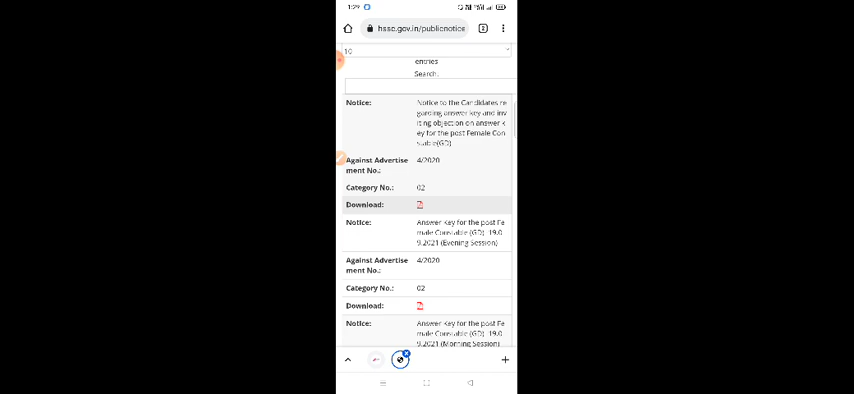 1:29
hssc.gov.in/publicnotice
2
10
entries
Search:
Notice: Notice to the Candidates re
garding answer key and inv
iting objection on answer k
ey for the post Female Con
stable(GD)
Against Advertise 4/2020
ment No.:
Category No.: 02
Download:
Notice: Answer Key for the post Fe
male Constable (GD) 19.0
9.2021 (Evening Session)
Against Advertise 4/2020
ment No.:
Category No.: 02
Download:
Notice: Answer Key for the post Fe
male Constable (GD) 19.0
9.2021 (Morning Session)